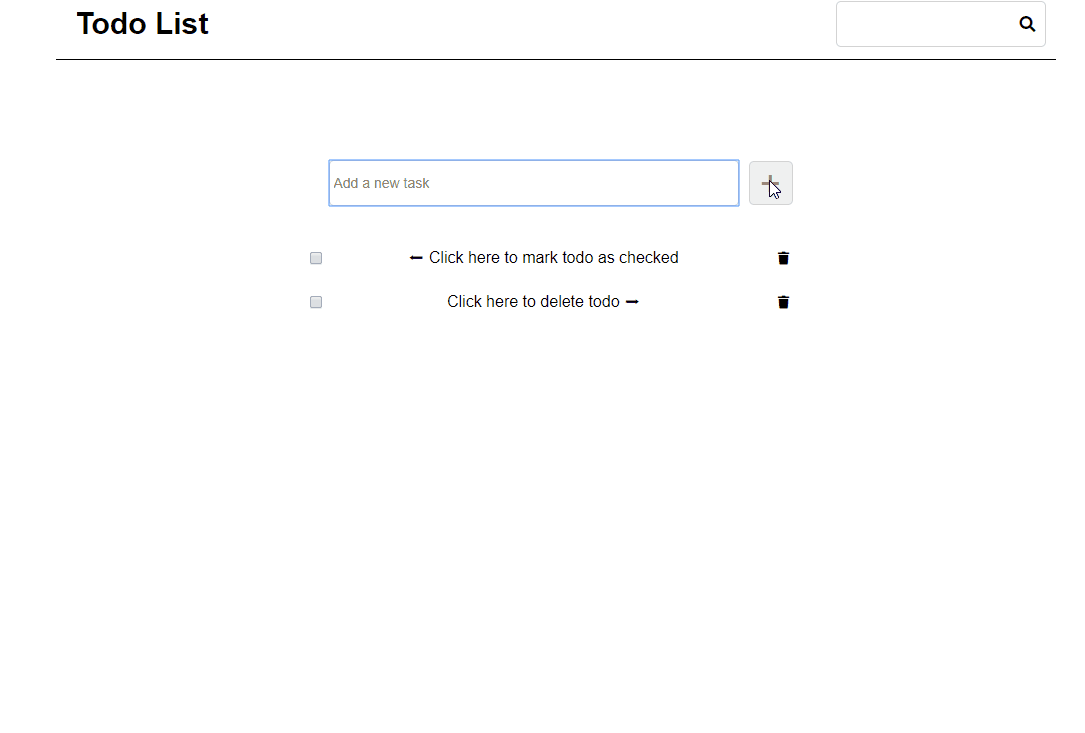 Todo List
Add a new task
← Click here to mark todo as checked
Click here to delete todo →